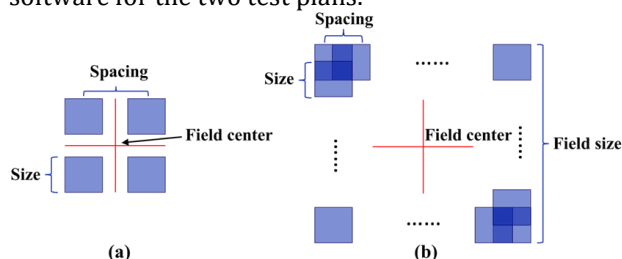 software for the two test plans.
Spacing
Size
Field center
(a)
Spacing
Size
......
Field center
......
......
Field size
......
(b)